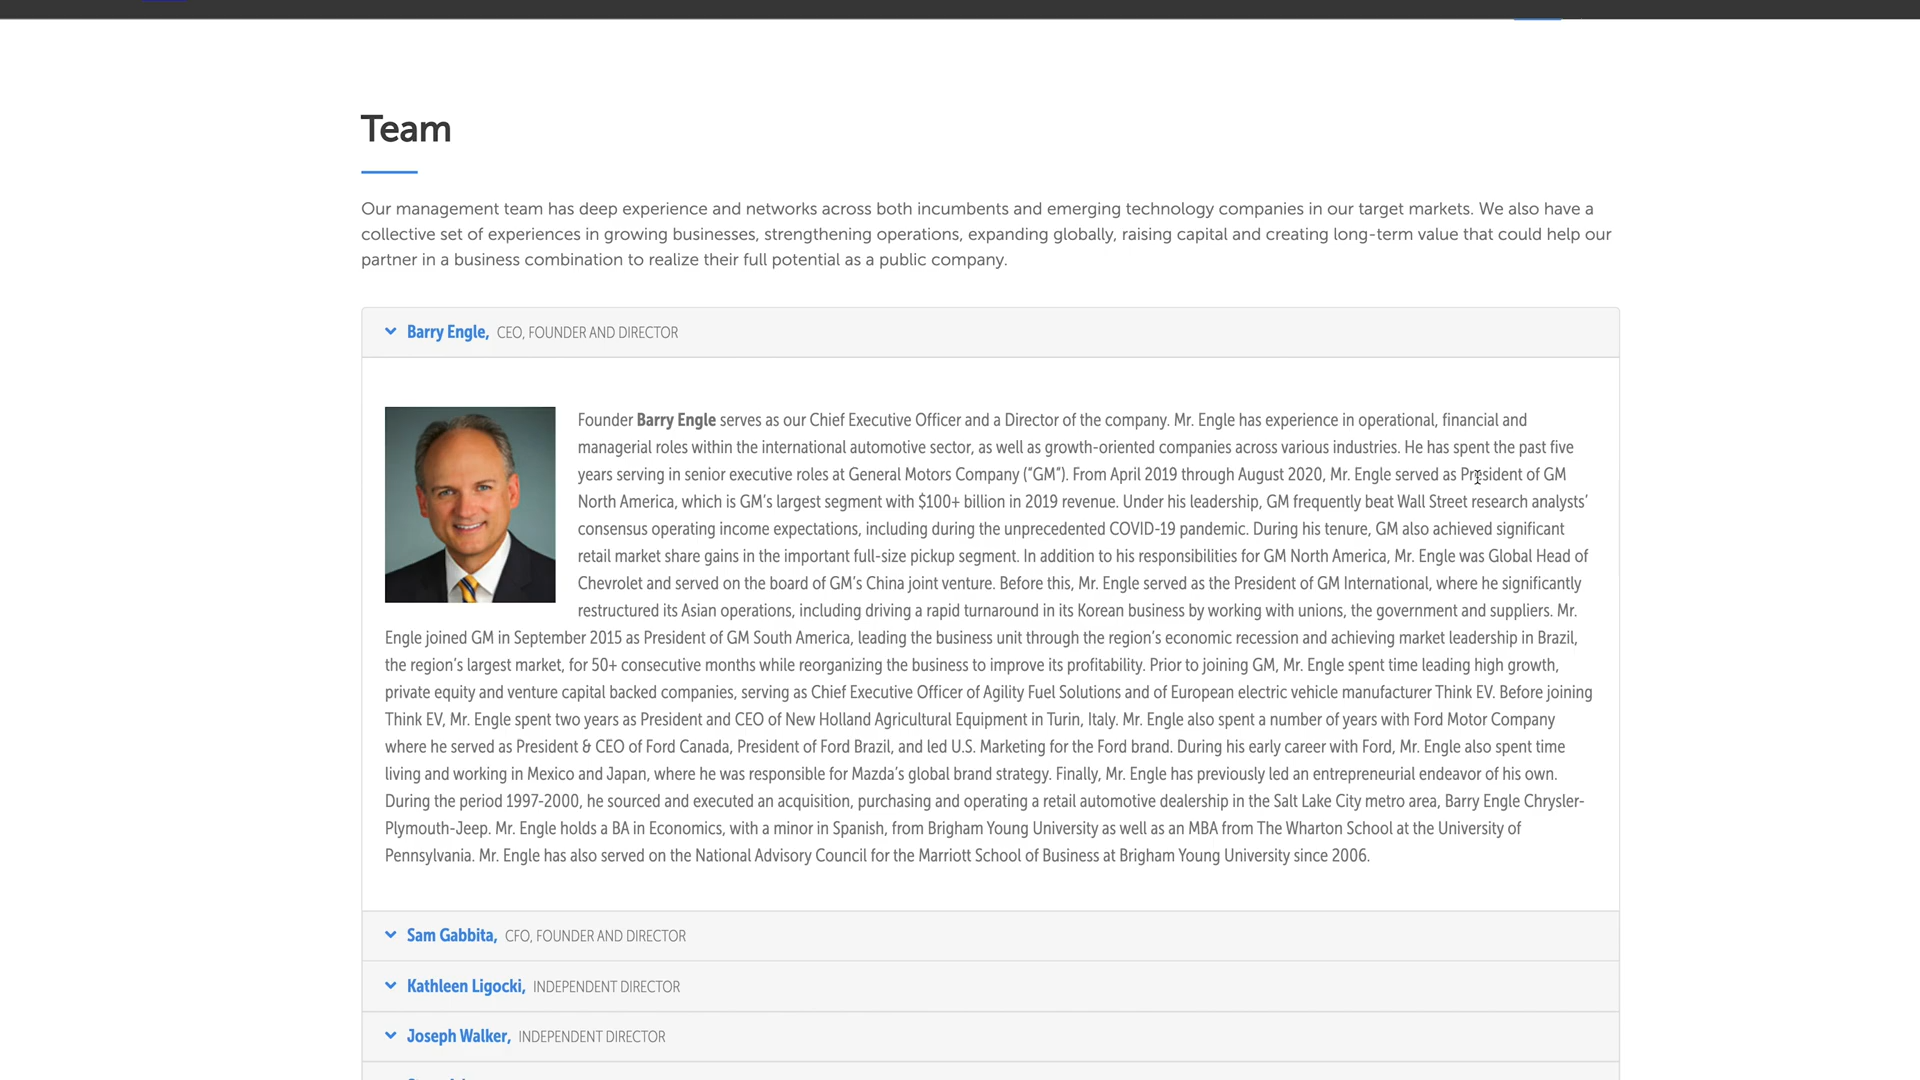 Team
Our management team has deep experience and networks across both incumbents and emerging technology companies in our target markets. We also have a
collective set of experiences in growing businesses, strengthening operations, expanding globally, raising capital and creating long-term value that could help our
partner in a business combination to realize their full potential as a public company.
Barry Engle, CEO, FOUNDER AND DIRECTOR
Founder Barry Engle serves as our Chief Executive Officer and a Director of the company. Mr. Engle has experience in operational, financial and
managerial roles within the international automotive sector, as well as growth-oriented companies across various industries. He has spent the past five
years serving in senior executive roles at General Motors Company (“GM”). From April 2019 through August 2020, Mr. Engle served as President of GM
North America, which is GM’s largest segment with $100+ billion in 2019 revenue. Under his leadership, GM frequently beat Wall Street research analysts’
consensus operating income expectations, including during the unprecedented COVID-19 pandemic. During his tenure, GM also achieved significant
retail market share gains in the important full-size pickup segment. In addition to his responsibilities for GM North America, Mr. Engle was Global Head of
Chevrolet and served on the board of GM’s China joint venture. Before this, Mr. Engle served as the President of GM International, where he significantly
restructured its Asian operations, including driving a rapid turnaround in its Korean business by working with unions, the government and suppliers. Mr.
Engle joined GM in September 2015 as President of GM South America, leading the business unit through the region’s economic recession and achieving market leadership in Brazil,
the region’s largest market, for 50+ consecutive months while reorganizing the business to improve its profitability. Prior to joining GM, Mr. Engle spent time leading high growth,
private equity and venture capital backed companies, serving as Chief Executive Officer of Agility Fuel Solutions and of European electric vehicle manufacturer Think EV. Before joining
Think EV, Mr. Engle spent two years as President and CEO of New Holland Agricultural Equipment in Turin, Italy. Mr. Engle also spent a number of years with Ford Motor Company
where he served as President & CEO of Ford Canada, President of Ford Brazil, and led U.S. Marketing for the Ford brand. During his early career with Ford, Mr. Engle also spent time
living and working in Mexico and Japan, where he was responsible for Mazda’s global brand strategy. Finally, Mr. Engle has previously led an entrepreneurial endeavor of his own.
During the period 1997-2000, he sourced and executed an acquisition, purchasing and operating a retail automotive dealership in the Salt Lake City metro area, Barry Engle Chrysler-
Plymouth-Jeep. Mr. Engle holds a BA in Economics, with a minor in Spanish, from Brigham Young University as well as an MBA from The Wharton School at the University of
Pennsylvania. Mr. Engle has also served on the National Advisory Council for the Marriott School of Business at Brigham Young University since 2006.
Sam Gabbita, CFO, FOUNDER AND DIRECTOR
Kathleen Ligocki, INDEPENDENT DIRECTOR
Joseph Walker, INDEPENDENT DIRECTOR